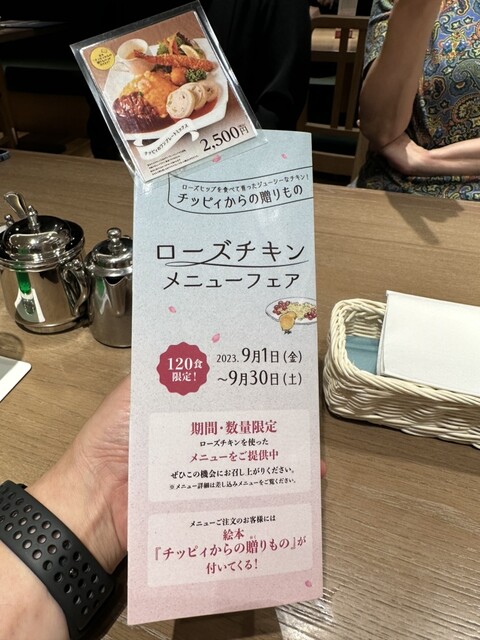 2,500円
ローズヒップを食べて育ったジューシーなチキン!
チッピィからの贈りもの
ローズチキン
メニューフェア
120食
限定!
2023. 9月1日(金)
~9月30日(土)
期間・数量限定
ローズチキンを使った
メニューをご提供中
ぜひこの機会にお召し上がりください。
※メニュー詳細は差し込みメニューをご覧ください。
メニューご注文のお客様には
絵本
『チッピィからの贈りもの』が
付いてくる!